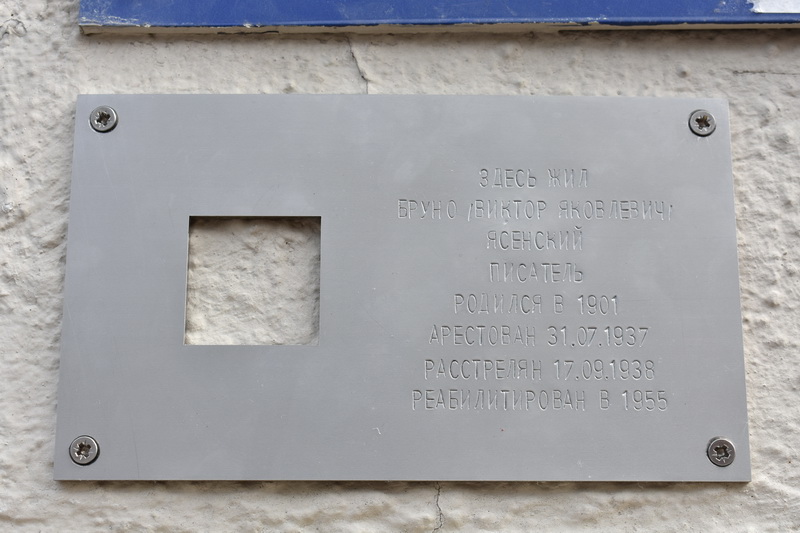 ЗДЕСЬ ЖИЛ
БРУНО /ВИКТОР ЯКОВЛЕВИЧ/
ЯСЕНСКИЙ
ПИСАТЕЛЬ
РОДИЛСЯ В 1901
АРЕСТОВАН 31.07.1937
РАССТРЕЛЯН 17.09.1938
РЕАБИЛИТИРОВАН В 1955